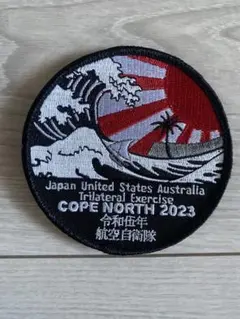 Japan United States Australia
Trilateral Exercise
COPE NORTH 2023
令和伍年
航空自衛隊